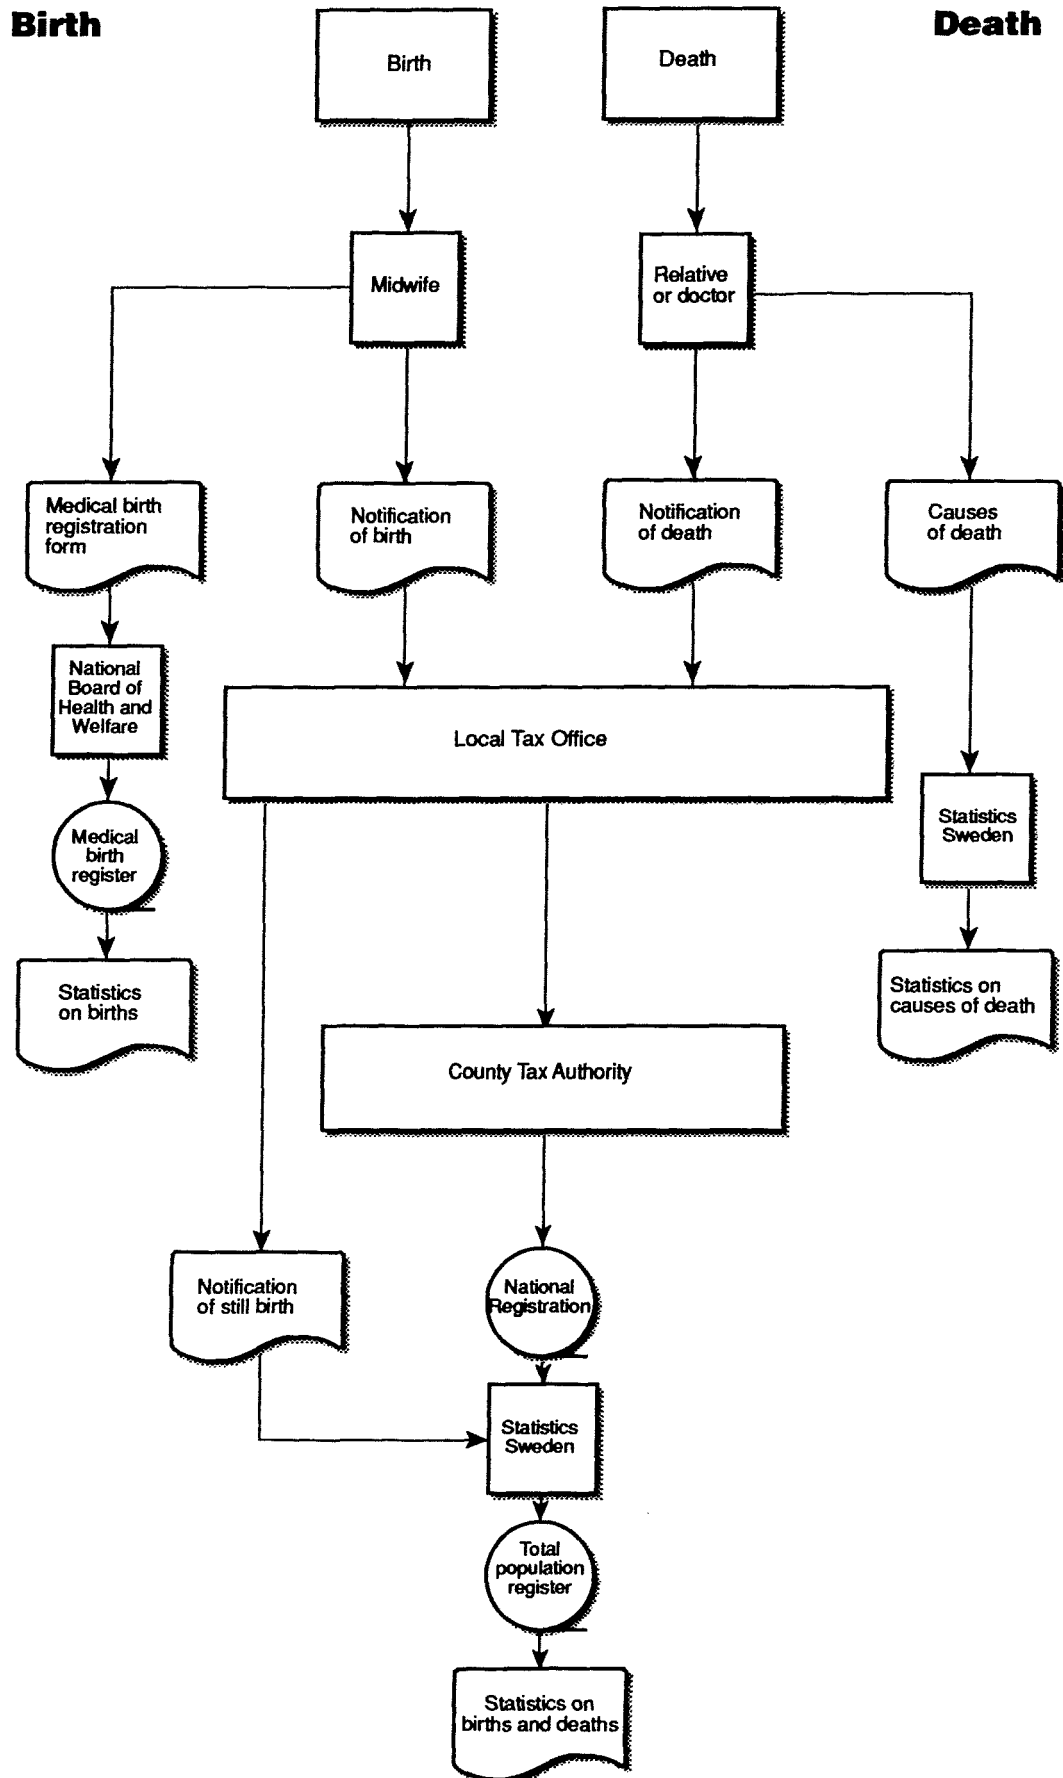 Birth
Death
Birth
Death
Midwife
Relative
or doctor
Medical birth
registration
form
Notification
of birth
Notification
of death
Causes
of death
National
Board of
Health and
Welfare
Local Tax Office
Medical
birth
register
Statistics
Sweden
Statistics
on births
Statistics on
causes of death
County Tax Authority
Notification
of still birth
National
Registration
Statistics
Sweden
Total
population
register
Statistics on
births and deaths